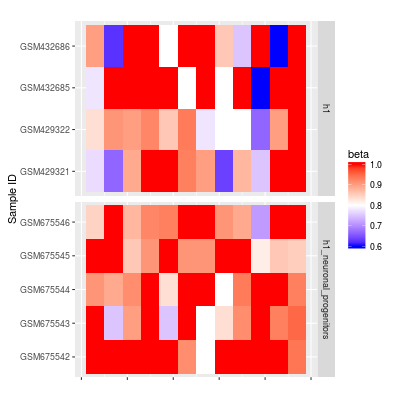 GSM432686
GSM432685
GSM429322
GSM429321
h1
GSM675546
GSM675545
GSM675544
GSM675543
GSM675542
h1_neuronal_progenitors
Sample ID
beta
1.0
0.9
0.8
0.7
0.6